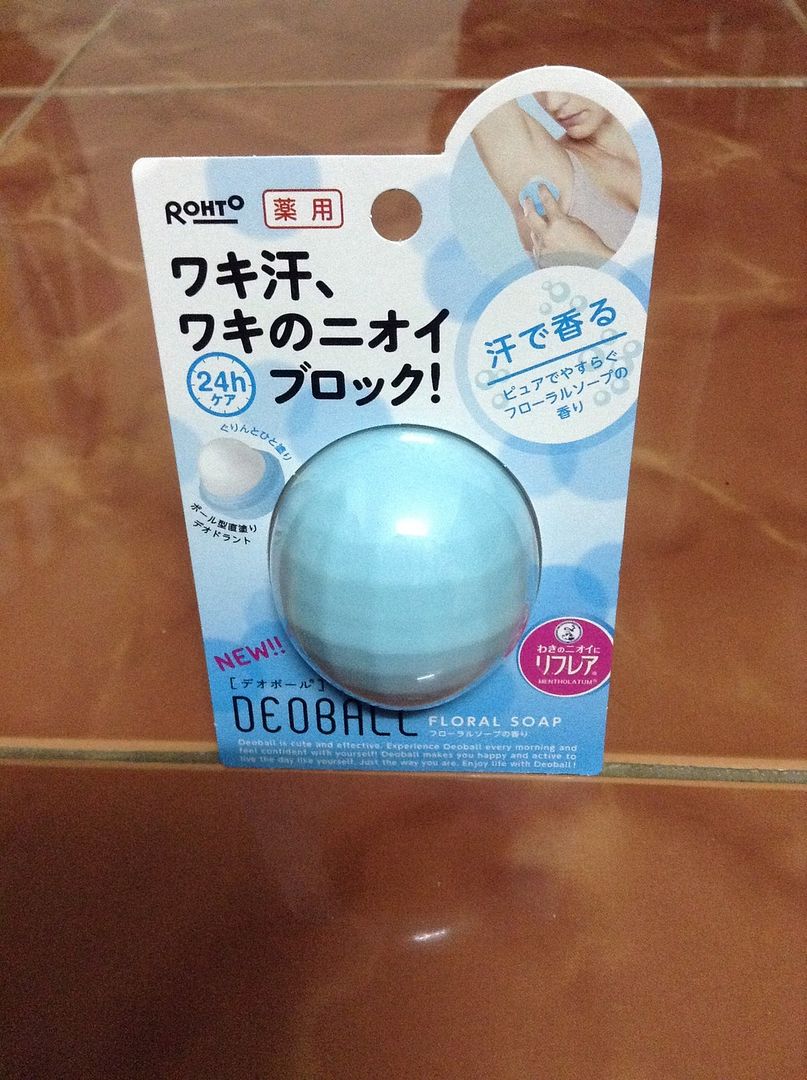 ROHTO 薬用
ワキ汗、
ワキのニオイ
24h
ケア
ブロック!
汗で香る
ピュアでやすらぐ
フローラルソープの
香り
ぐりんとひと塗り
ボール型直塗り
デオドラント
わきのニオイに
リフレア®
MENTHOLATUM®
NEW!!
[デオボール®]
DEOBALL FLORAL SOAP
フローラルソープの香り
Deoball is cute and effective. Experience Deoball every morning and
feel confident with yourself! Deoball makes you happy and active to
live the day like yourself. Just the way you are. Enjoy life with Deoball!